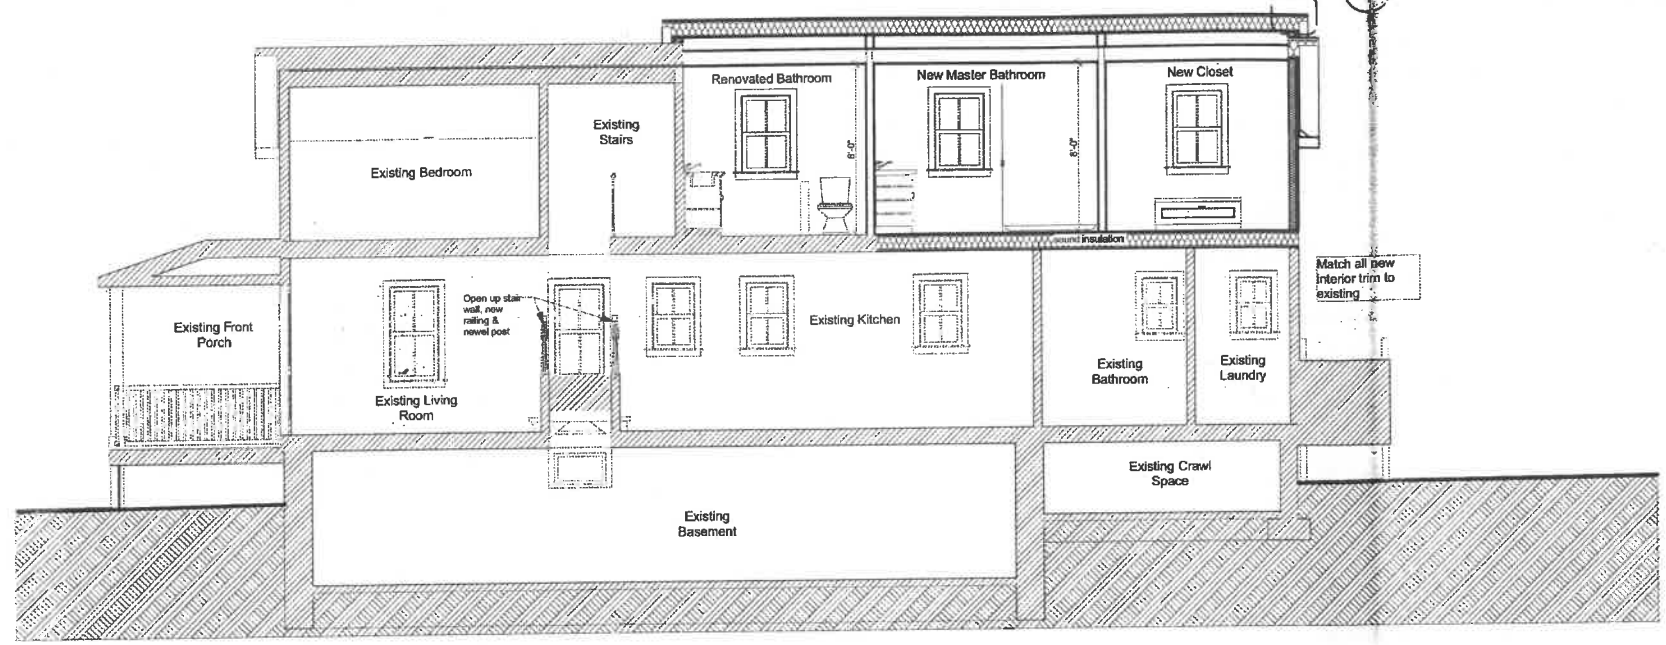 Renovated Bathroom
New Master Bathroom
New Closet
Existing
Stairs
Existing Bedroom
8'-0"
8'-0"
sound insulation
Match all new
interior trim to
existing
Open up stair
wall, new
railing &
newel post
Existing Front
Porch
Existing Kitchen
Existing Living
Room
Existing
Bathroom
Existing
Laundry
Existing Crawl
Space
Existing
Basement